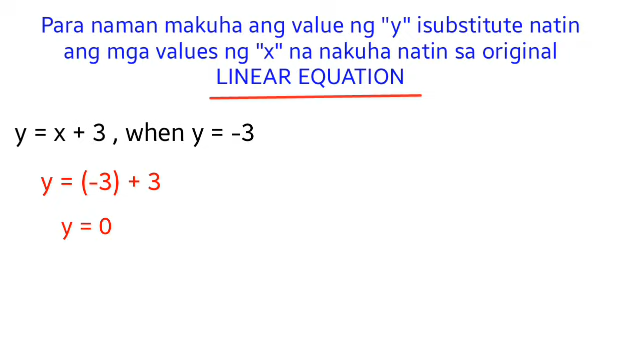 Para naman makuha ang value ng "y" isubstitute natin
ang mga values ng "x" na nakuha natin sa original
LINEAR EQUATION
y = x + 3 , when y = -3
y = (-3) + 3
y = 0